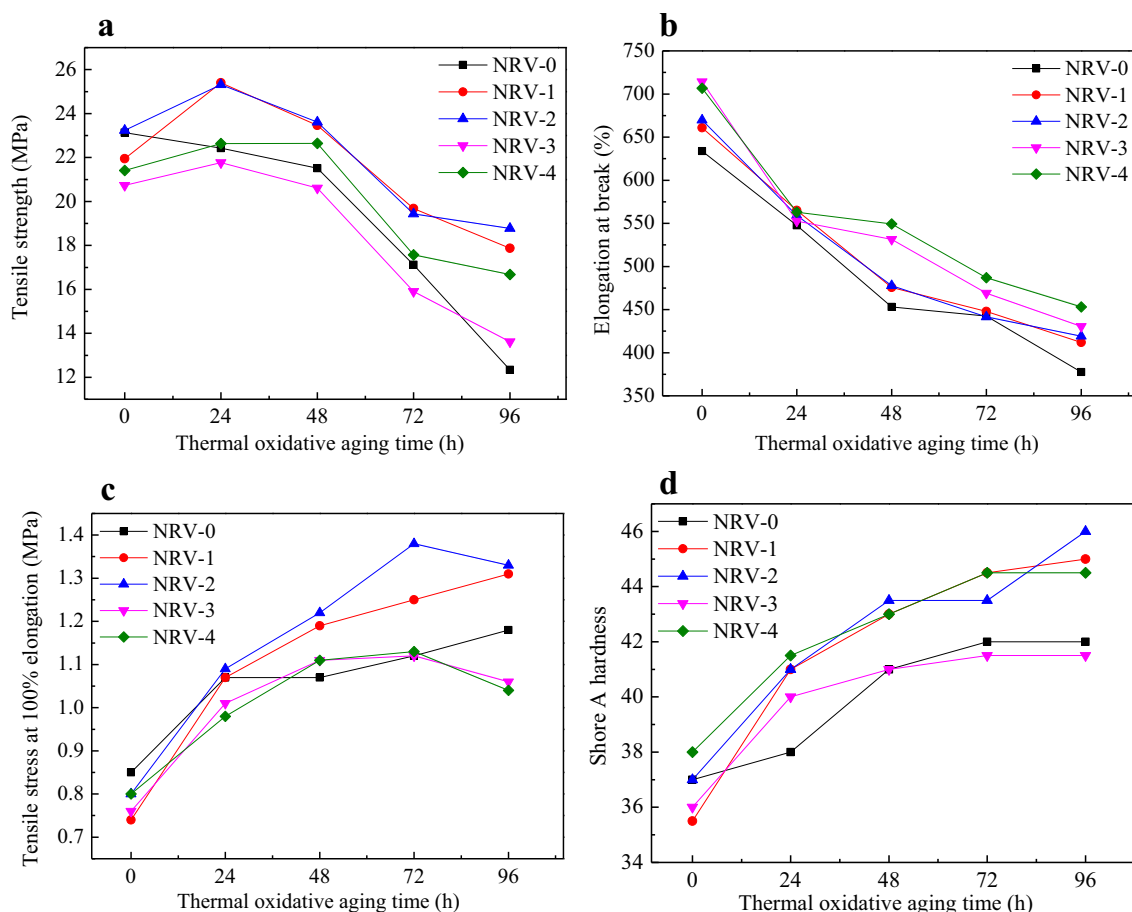 a
Tensile strength (MPa)
26
24
22
20
18
16
14
12
NRV-0
NRV-1
NRV-2
NRV-3
NRV-4
0 24 48 72 96
Thermal oxidative aging time (h)
b
Elongation at break (%)
750
700
650
600
550
500
450
400
350
NRV-0
NRV-1
NRV-2
NRV-3
NRV-4
0 24 48 72 96
Thermal oxidative aging time (h)
c
Tensile stress at 100% elongation (MPa)
1.4
1.3
1.2
1.1
1.0
0.9
0.8
0.7
NRV-0
NRV-1
NRV-2
NRV-3
NRV-4
0 24 48 72 96
Thermal oxidative aging time (h)
d
Shore A hardness
46
44
42
40
38
36
34
NRV-0
NRV-1
NRV-2
NRV-3
NRV-4
0 24 48 72 96
Thermal oxidative aging time (h)